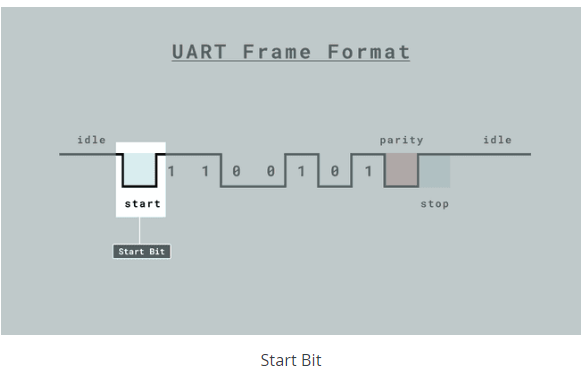 UART Frame Format
idle
parity
idle
1 1 0 0 1 0 1
start
stop
Start Bit
Start Bit